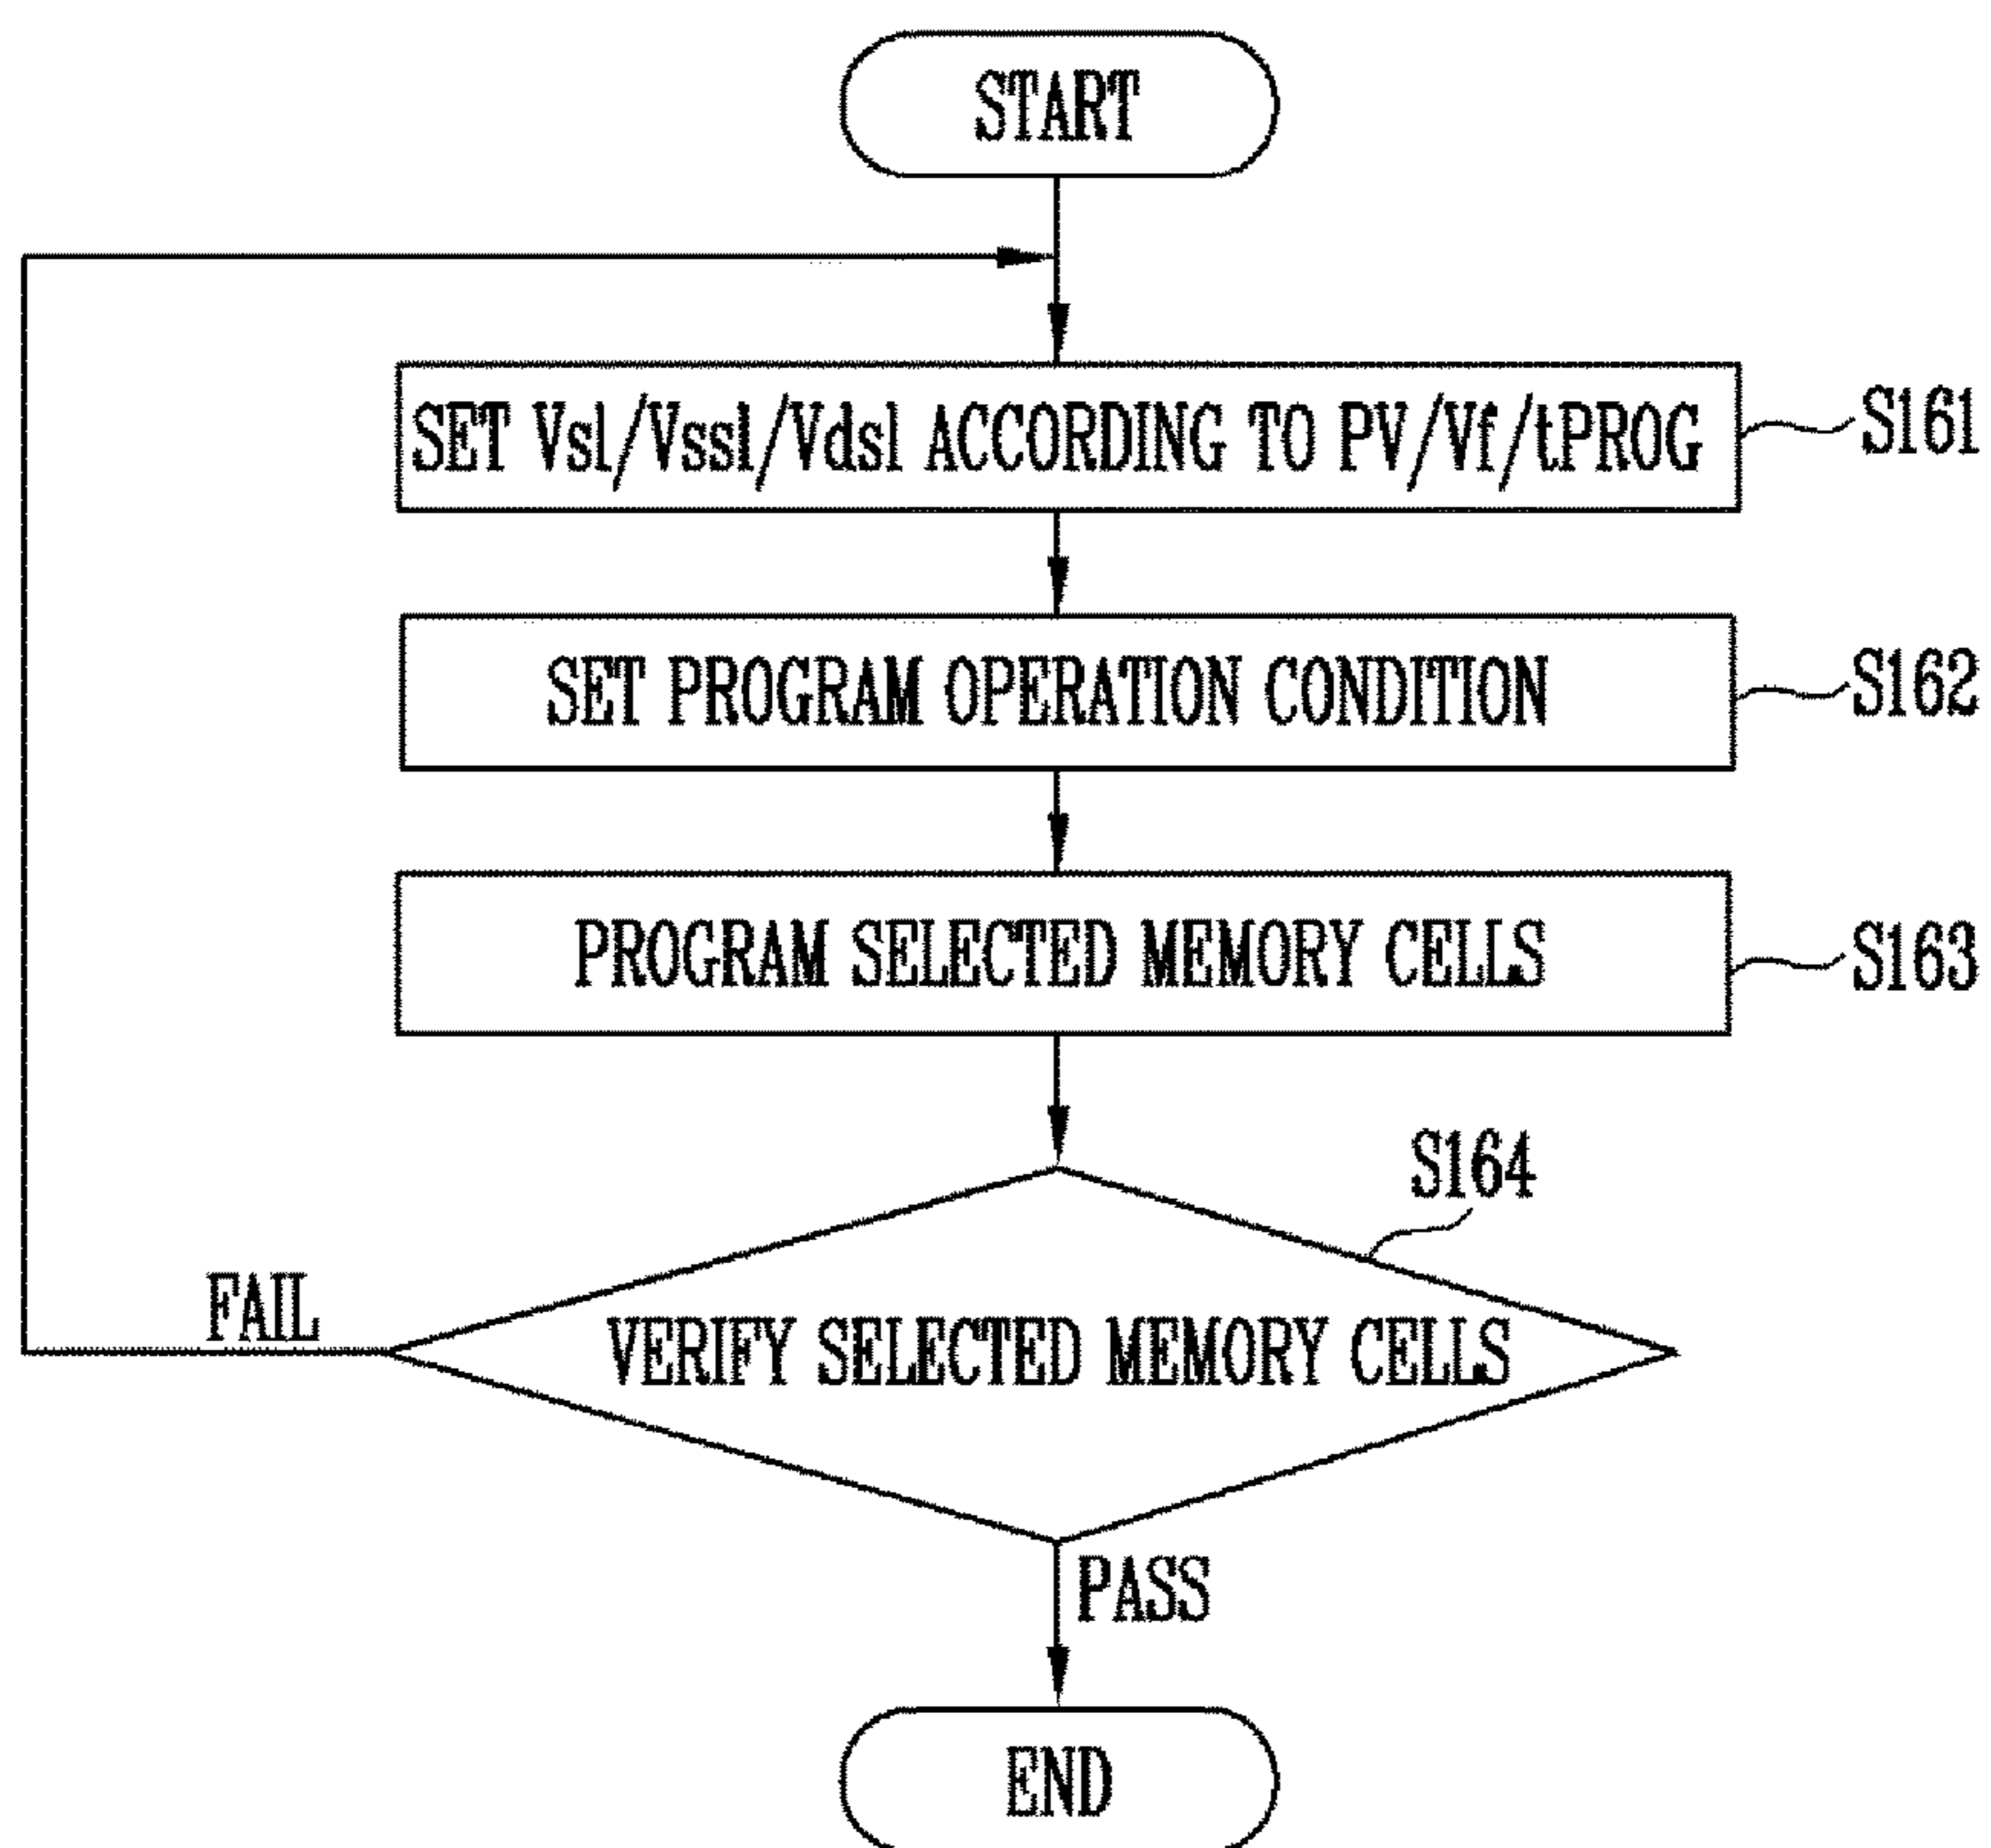 START
SET Vsl/Vssl/Vdsl ACCORDING TO PV/Vf/tPROG
S161
SET PROGRAM OPERATION CONDITION
S162
PROGRAM SELECTED MEMORY CELLS
S163
S164
FAIL
VERIFY SELECTED MEMORY CELLS
PASS
END